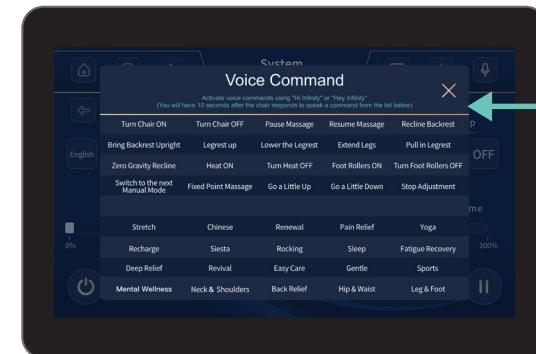 System
Voice Command
Activate voice commands using "Hi Infinity" or "Hey Infinity"
(You will have 10 seconds after the chair responds to speak a command from the list below)
Turn Chair ON Turn Chair OFF Pause Massage Resume Massage Recline Backrest
Bring Backrest Upright Legrest up Lower the Legrest Extend Legs Pull in Legrest
English OFF
Zero Gravity Recline Heat ON Turn Heat OFF Foot Rollers ON Turn Foot Rollers OFF
Switch to the next
Manual Mode Fixed Point Massage Go a Little Up Go a Little Down Stop Adjustment
Stretch Chinese Renewal Pain Relief Yoga
0% 100%
Recharge Siesta Rocking Sleep Fatigue Recovery
Deep Relief Revival Easy Care Gentle Sports
Mental Wellness Neck & Shoulders Back Relief Hip & Waist Leg & Foot